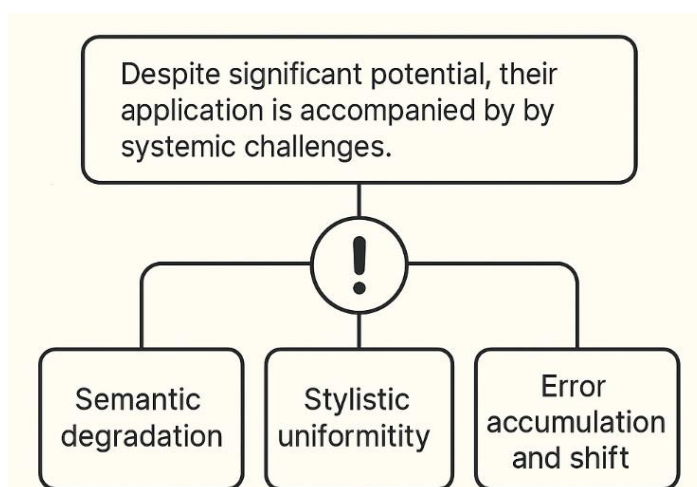 Despite significant potential, their
application is accompanied by by
systemic challenges.
!
Semantic
degradation
Stylistic
uniformitity
Error
accumulation
and shift